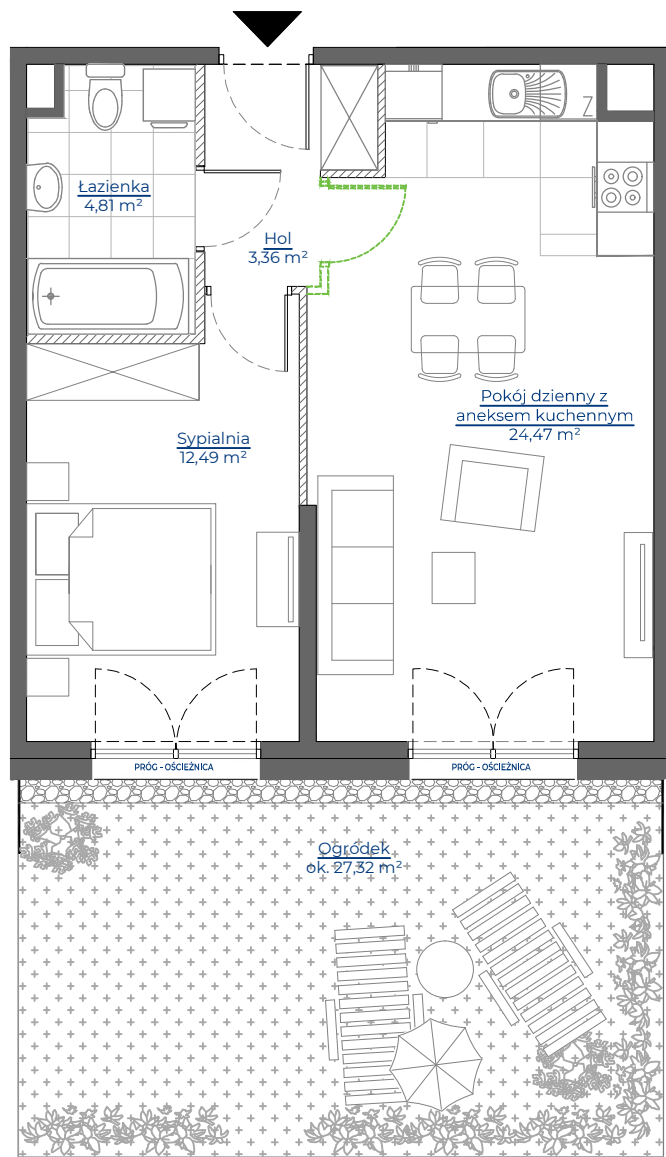 Z
Łazienka
4,81 m²
Hol
3,36 m²
Pokój dzienny z
aneksem kuchennym
24,47 m²
Sypialnia
12,49 m²
PRÓG - OŚCIEŻNICA
PRÓG - OŚCIEŻNICA
Ogródek
ok. 27,32 m²